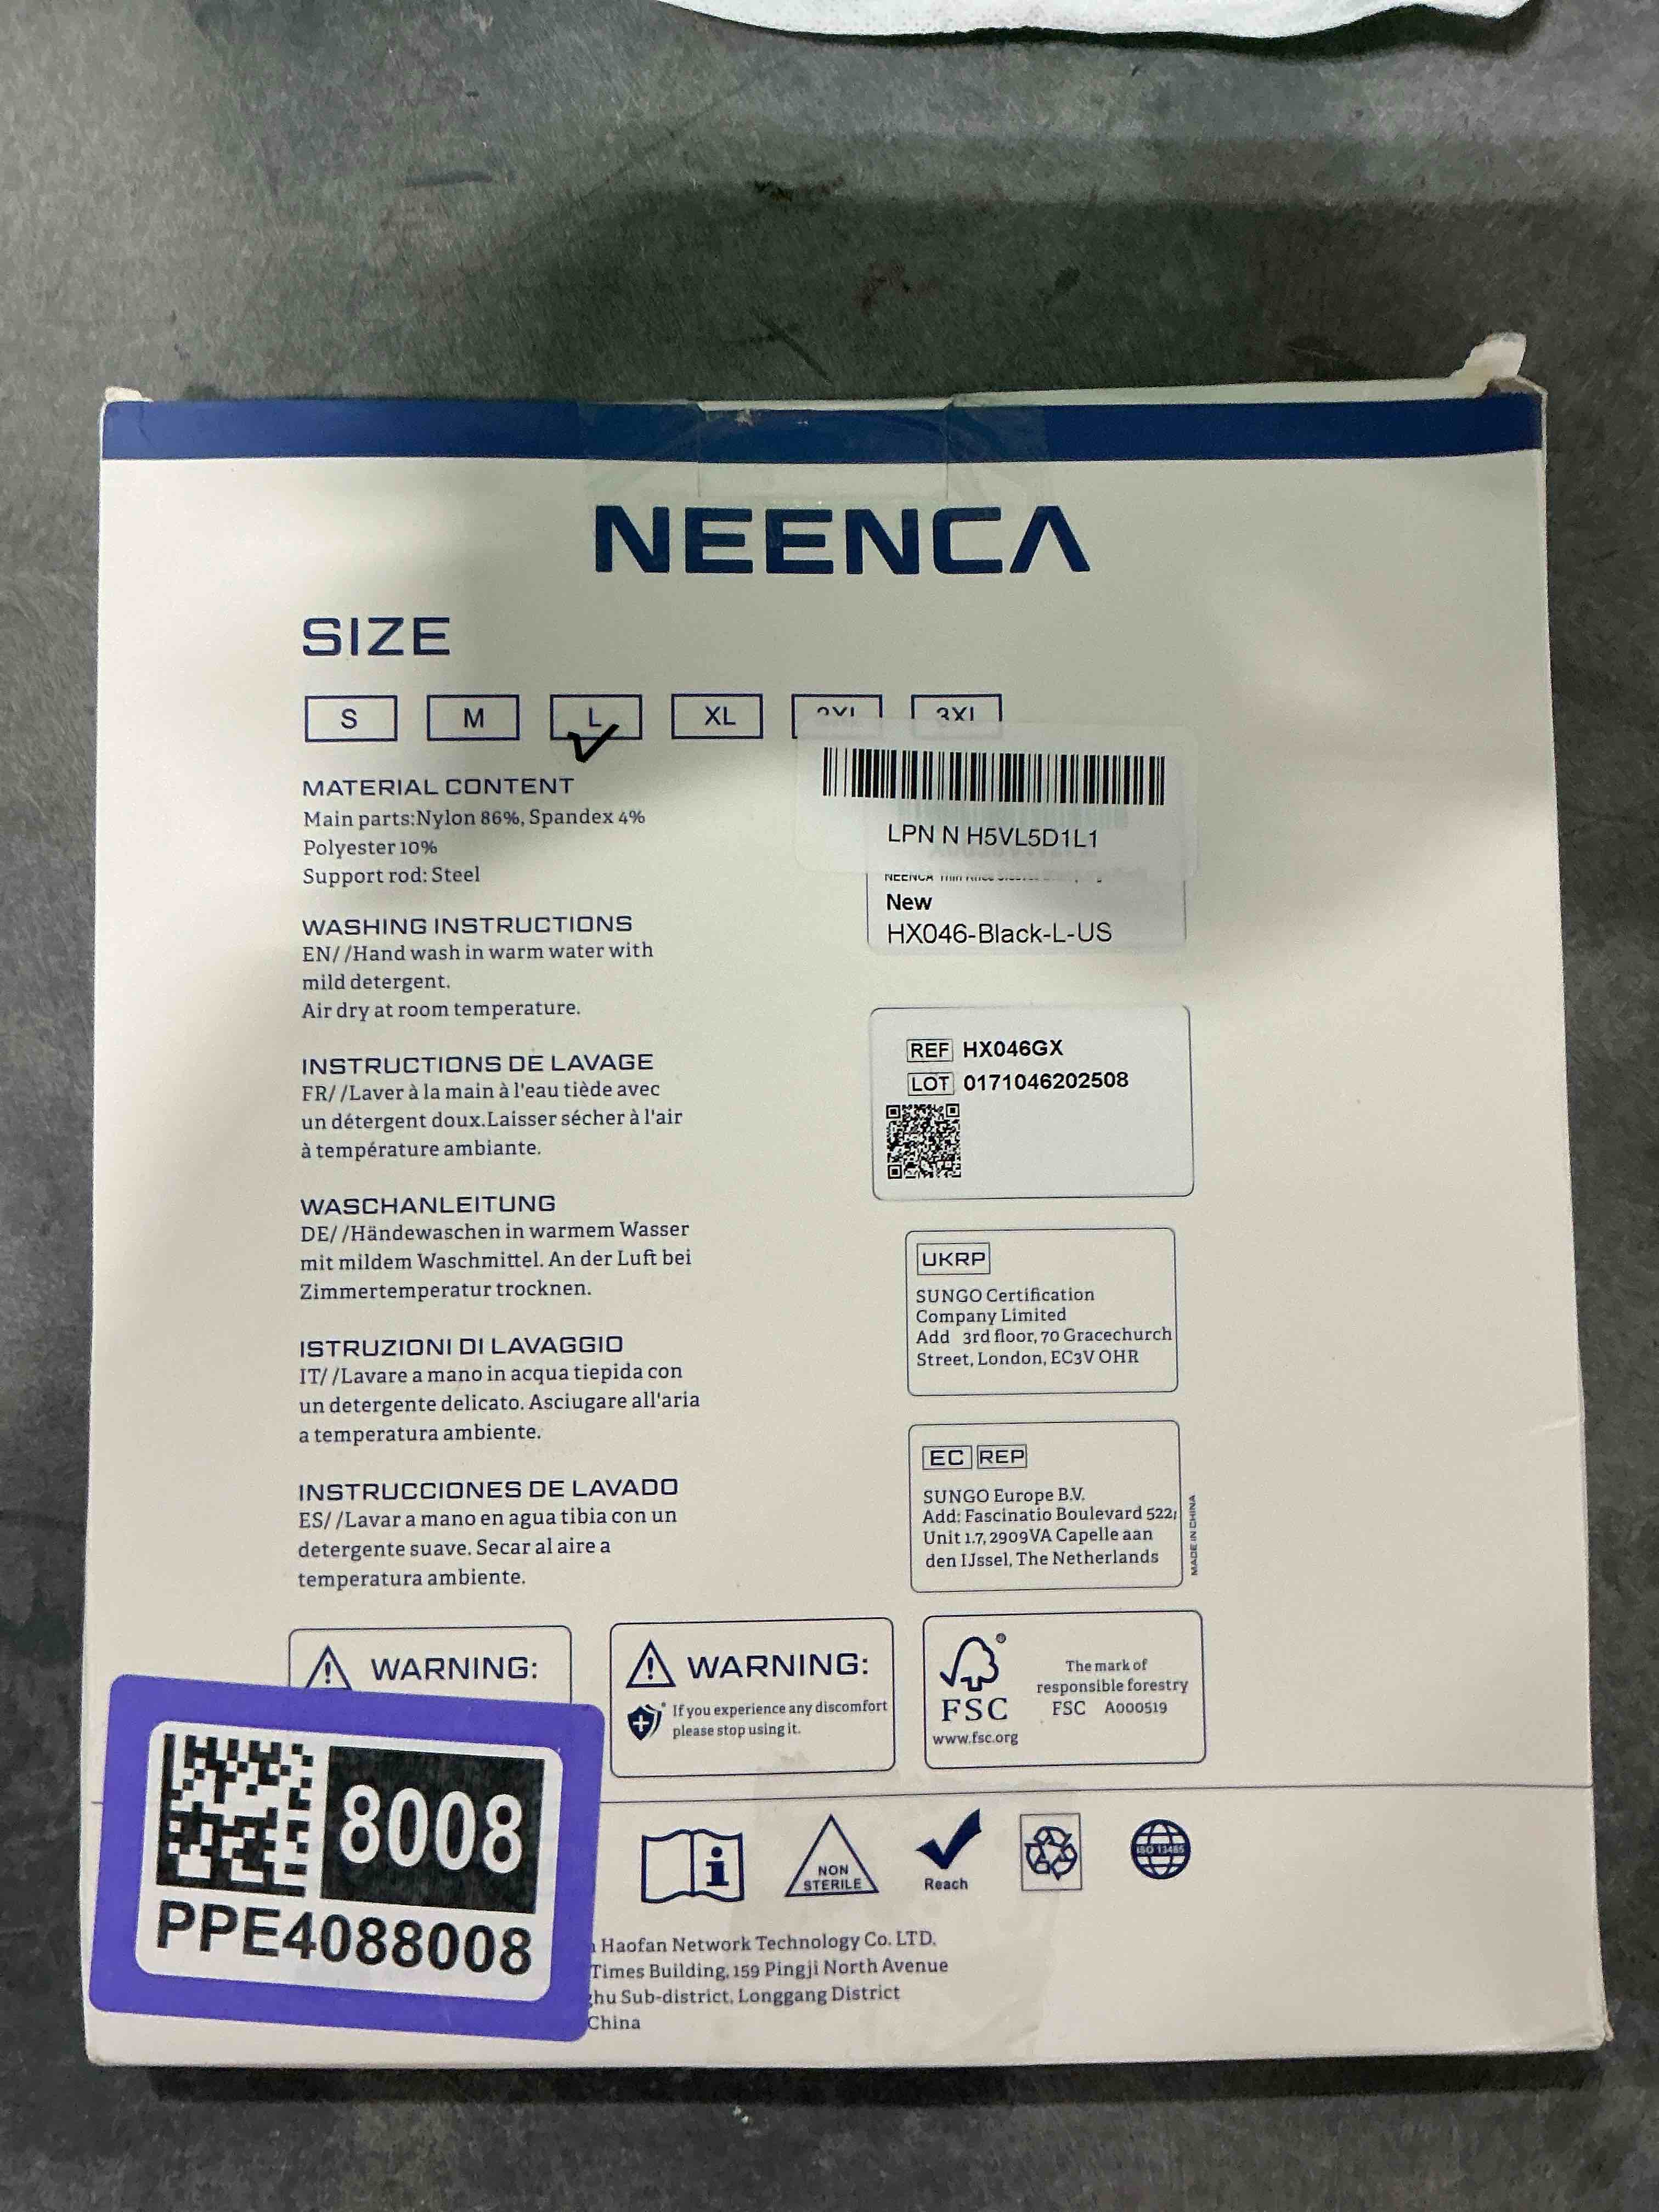 NEENCA
SIZE
S M L XL 3XL
LPN N H5VL5D1L1
NEENCA Thin Knee
New
HX046-Black-L-US
MATERIAL CONTENT
Main parts:Nylon 86%, Spandex 4%
Polyester 10%
Support rod: Steel
WASHING INSTRUCTIONS
EN//Hand wash in warm water with
mild detergent.
Air dry at room temperature.
INSTRUCTIONS DE LAVAGE
FR//Laver à la main à l'eau tiède avec
un détergent doux.Laisser sécher à l'air
à température ambiante.
WASCHANLEITUNG
DE//Händewaschen in warmem Wasser
mit mildem Waschmittel. An der Luft bei
Zimmertemperatur trocknen.
ISTRUZIONI DI LAVAGGIO
IT//Lavare a mano in acqua tiepida con
un detergente delicato. Asciugare all'aria
a temperatura ambiente.
INSTRUCCIONES DE LAVADO
ES//Lavar a mano en agua tibia con un
detergente suave. Secar al aire a
temperatura ambiente.
REF HX046GX
LOT 0171046202508
UKRP
SUNGO Certification
Company Limited
Add 3rd floor, 70 Gracechurch
Street, London, EC3V OHR
EC REP
SUNGO Europe B.V.
Add: Fascinatio Boulevard 522,
Unit 1.7, 2909VA Capelle aan
den IJssel, The Netherlands
MADE IN CHINA
WARNING:
WARNING:
If you experience any discomfort
please stop using it.
FSC
www.fsc.org
The mark of
responsible forestry
FSC A000519
8008
PPE4088008
NON
STERILE
Reach
ISO 13485
Haofan Network Technology Co. LTD.
Times Building, 159 Pingji North Avenue
Sub-district, Longgang District
China